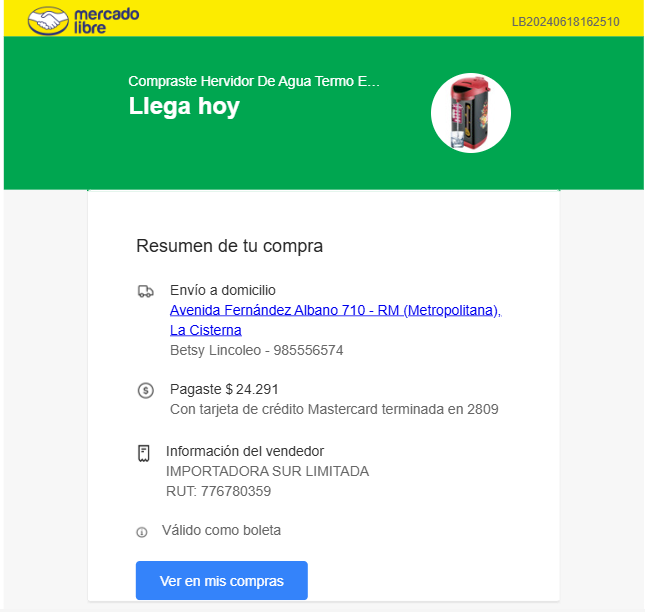 mercado
libre
LB20240618162510
Compraste Hervidor De Agua Termo E...
Llega hoy
Resumen de tu compra
Envío a domicilio
Avenida Fernández Albano 710 - RM (Metropolitana),
La Cisterna
Betsy Lincoleo - 985556574
Pagaste $ 24.291
Con tarjeta de crédito Mastercard terminada en 2809
Información del vendedor
IMPORTADORA SUR LIMITADA
RUT: 776780359
Válido como boleta
Ver en mis compras